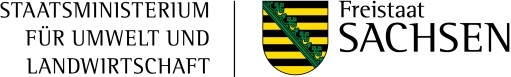 STAATSMINISTERIUM
FÜR UMWELT UND
LANDWIRTSCHAFT
Freistaat
SACHSEN